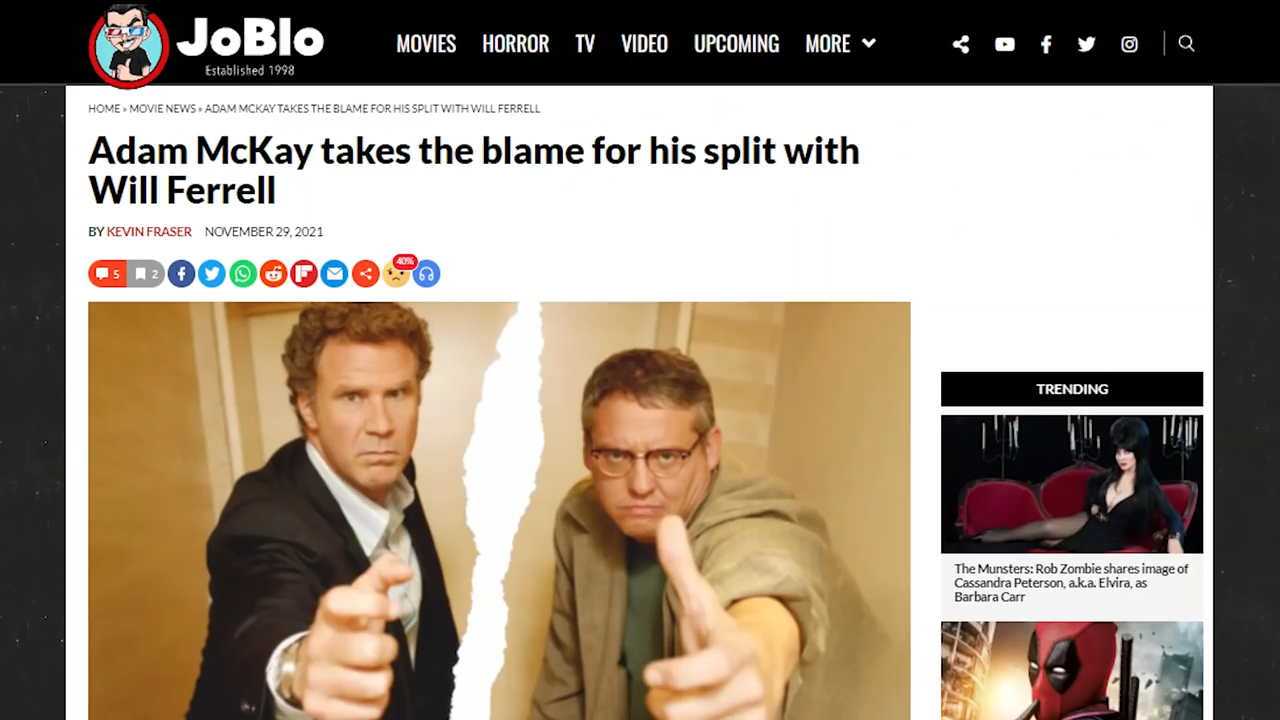 JoBlo
Established 1998
MOVIES HORROR TV VIDEO UPCOMING MORE
HOME » MOVIE NEWS » ADAM MCKAY TAKES THE BLAME FOR HIS SPLIT WITH WILL FERRELL
Adam McKay takes the blame for his split with
Will Ferrell
BY KEVIN FRASER NOVEMBER 29, 2021
5 2 40%
TRENDING
The Munsters: Rob Zombie shares image of
Cassandra Peterson, a.k.a. Elvira, as
Barbara Carr